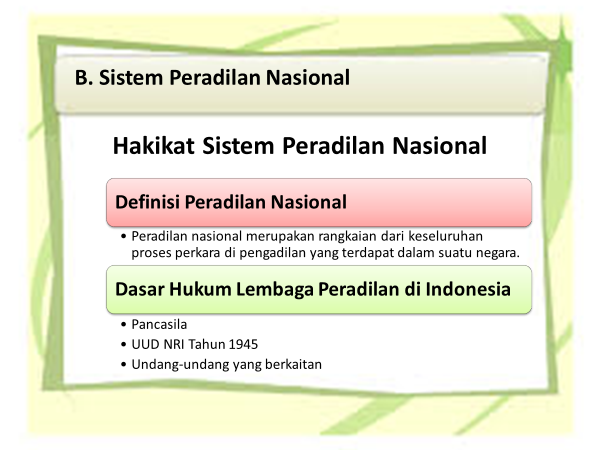 B. Sistem Peradilan Nasional
Hakikat Sistem Peradilan Nasional
Definisi Peradilan Nasional
• Peradilan nasional merupakan rangkaian dari keseluruhan
proses perkara di pengadilan yang terdapat dalam suatu negara.
Dasar Hukum Lembaga Peradilan di Indonesia
• Pancasila
• UUD NRI Tahun 1945
• Undang-undang yang berkaitan